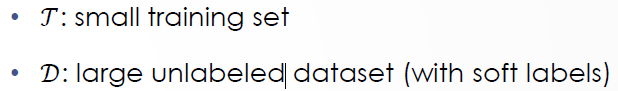 • 𝒯: small training set
• 𝒟: large unlabeled dataset (with soft labels)